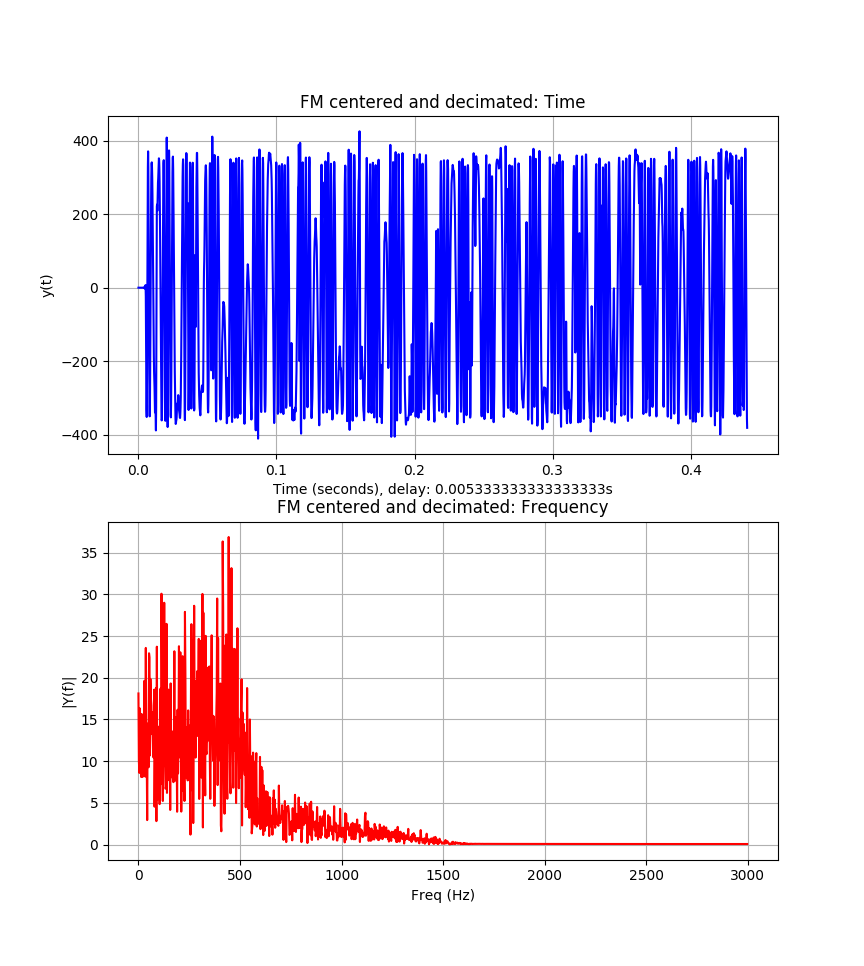 FM centered and decimated: Time
y(t)
400
200
0
−200
−400
0.0 0.1 0.2 0.3 0.4
Time (seconds), delay: 0.005333333333333333s
FM centered and decimated: Frequency
|Y(f)|
35
30
25
20
15
10
5
0
0 500 1000 1500 2000 2500 3000
Freq (Hz)